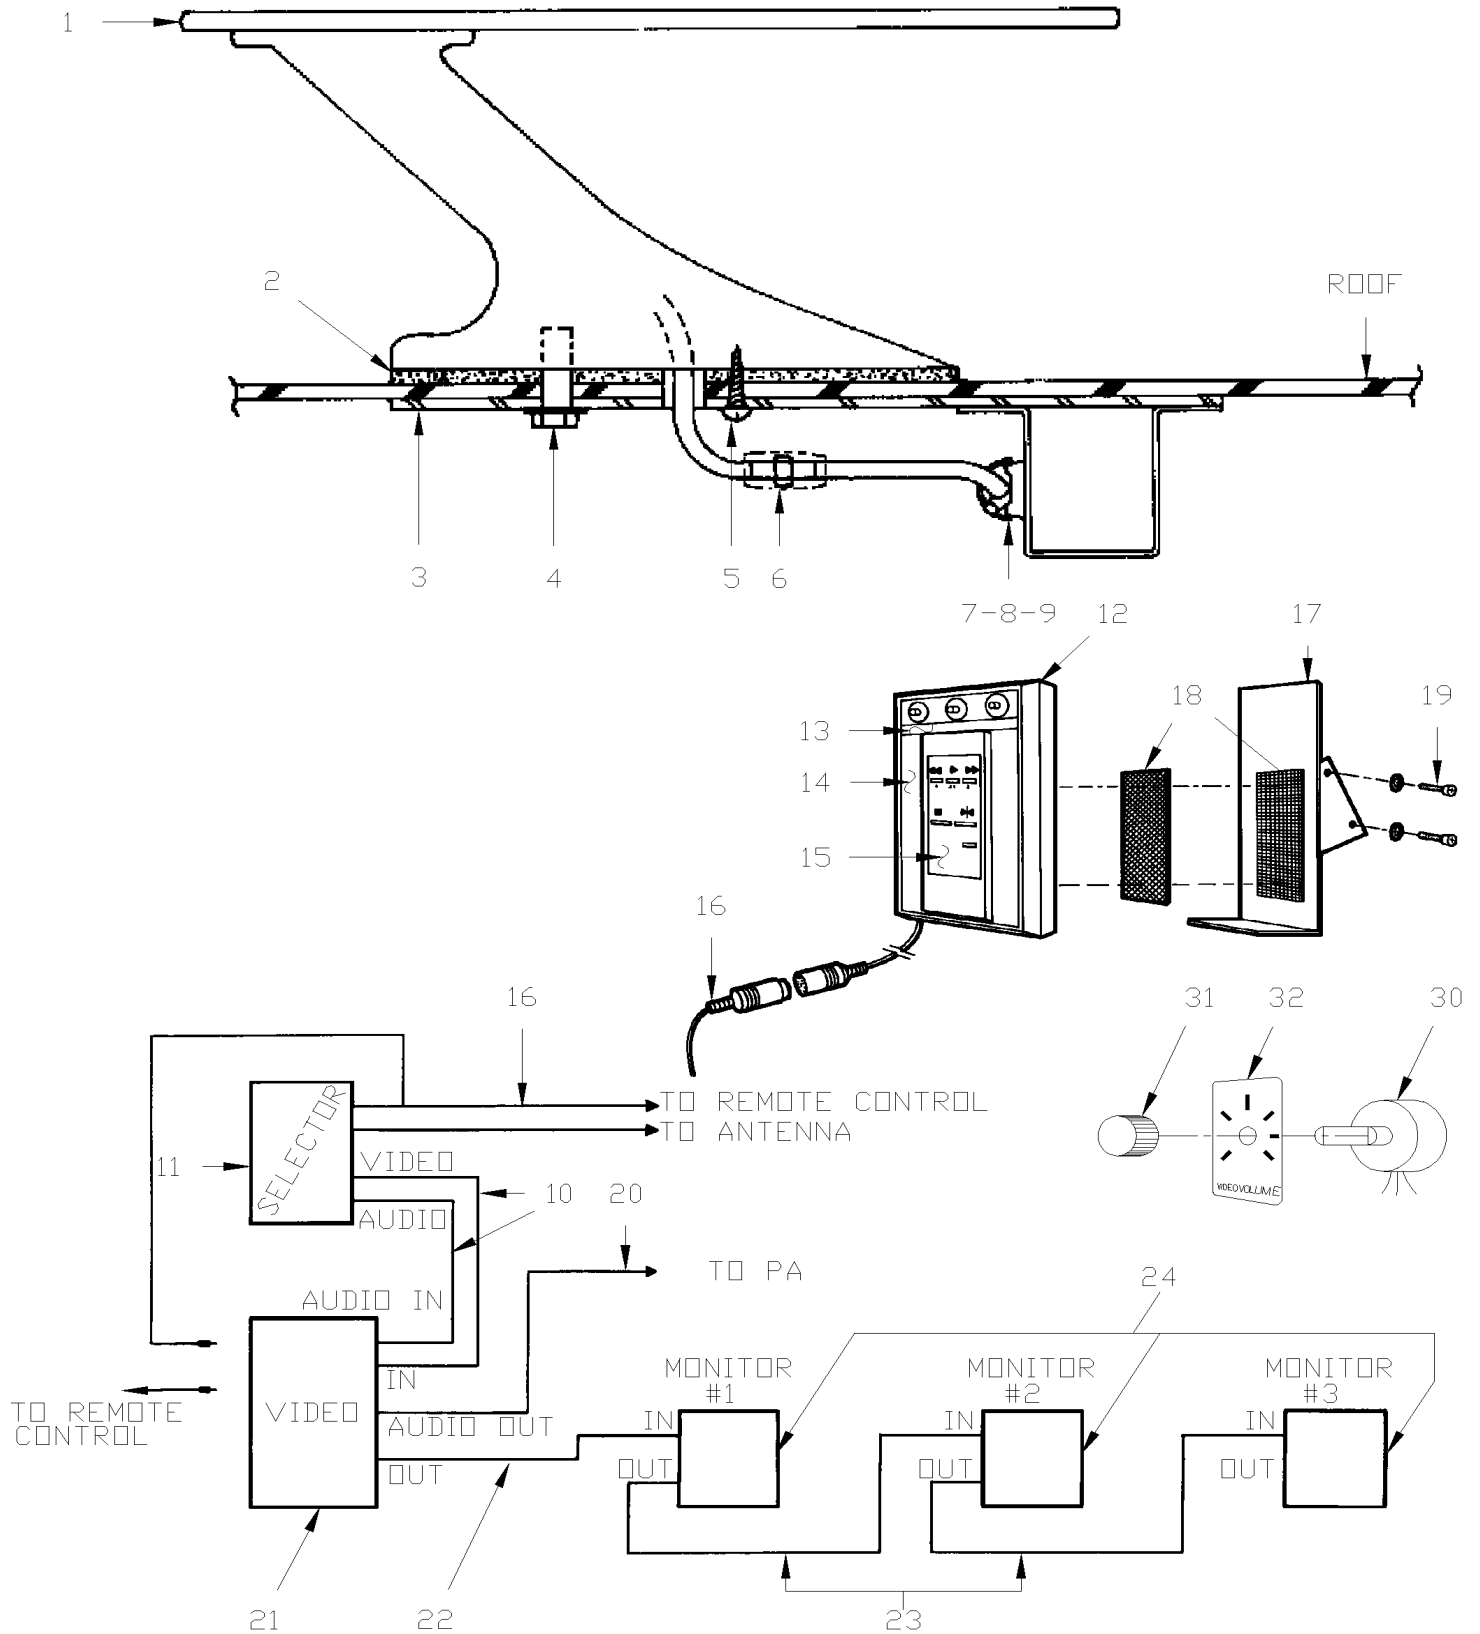 1
2
ROOF
3
4
5
6
7-8-9
12
17
13
18
19
14
15
16
16
31
32
30
TO REMOTE CONTROL
TO ANTENNA
SELECTOR
11
VIDEO
10
20
AUDIO
VIDEO VOLUME
TO PA
24
AUDIO IN
IN
MONITOR
#1
MONITOR
#2
MONITOR
#3
TO REMOTE
CONTROL
VIDEO
AUDIO OUT
IN
IN
IN
OUT
OUT
OUT
OUT
21
22
23